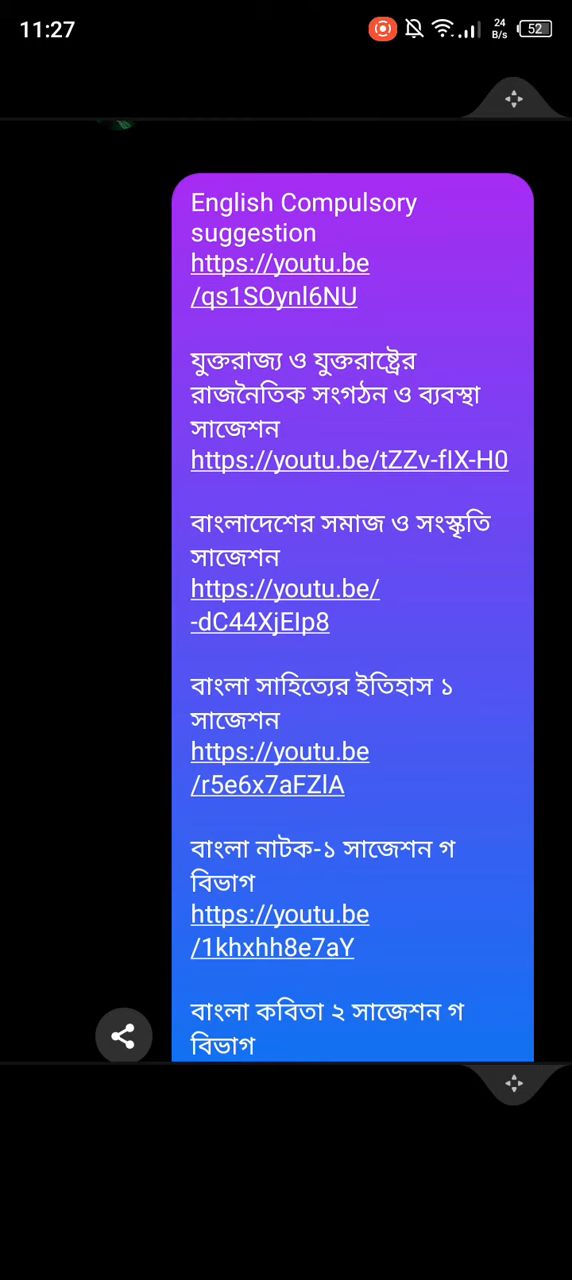 11:27
24
B/s
52
English Compulsory
suggestion
https://youtu.be
/qs1SOynl6NU
যুক্তরাজ্য ও যুক্তরাষ্ট্রের
রাজনৈতিক সংগঠন ও ব্যবস্থা
সাজেশন
https://youtu.be/tZZv-fIX-H0
বাংলাদেশের সমাজ ও সংস্কৃতি
সাজেশন
https://youtu.be/
-dC44XjEIp8
বাংলা সাহিত্যের ইতিহাস ১
সাজেশন
https://youtu.be
/r5e6x7aFZlA
বাংলা নাটক-১ সাজেশন গ
বিভাগ
https://youtu.be
/1khxhh8e7aY
বাংলা কবিতা ২ সাজেশন গ
বিভাগ